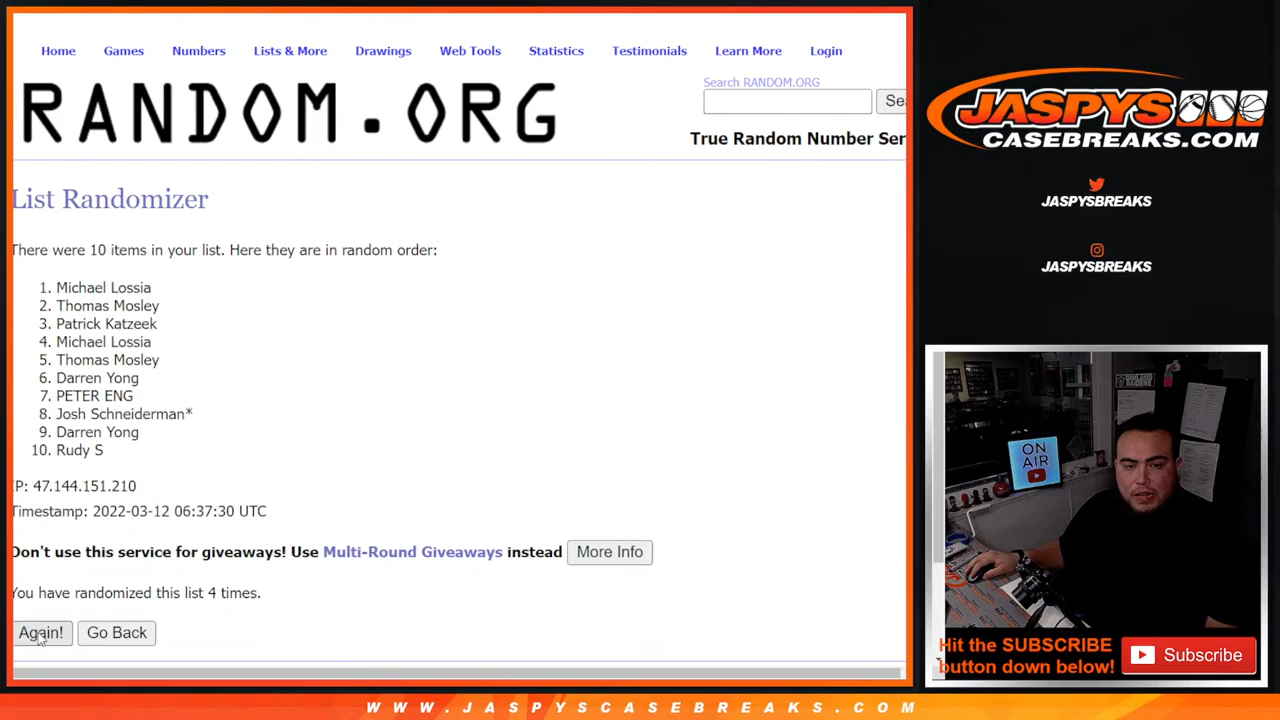 Home Games Numbers Lists & More Drawings Web Tools Statistics Testimonials Learn More Login
RANDOM.ORG
Search RANDOM.ORG
Sea
True Random Number Ser
List Randomizer
There were 10 items in your list. Here they are in random order:
1. Michael Lossia
2. Thomas Mosley
3. Patrick Katzeek
4. Michael Lossia
5. Thomas Mosley
6. Darren Yong
7. PETER ENG
8. Josh Schneiderman*
9. Darren Yong
10. Rudy S
IP: 47.144.151.210
Timestamp: 2022-03-12 06:37:30 UTC
Don't use this service for giveaways! Use Multi-Round Giveaways instead More Info
You have randomized this list 4 times.
Again! Go Back
JASPYS
CASEBREAKS.COM
JASPYSBREAKS
JASPYSBREAKS
OAKLAND
RAIDERS
ON
AIR
Hit the SUBSCRIBE
button down below!
Subscribe
WWW.JASPYSCASEBREAKS.COM